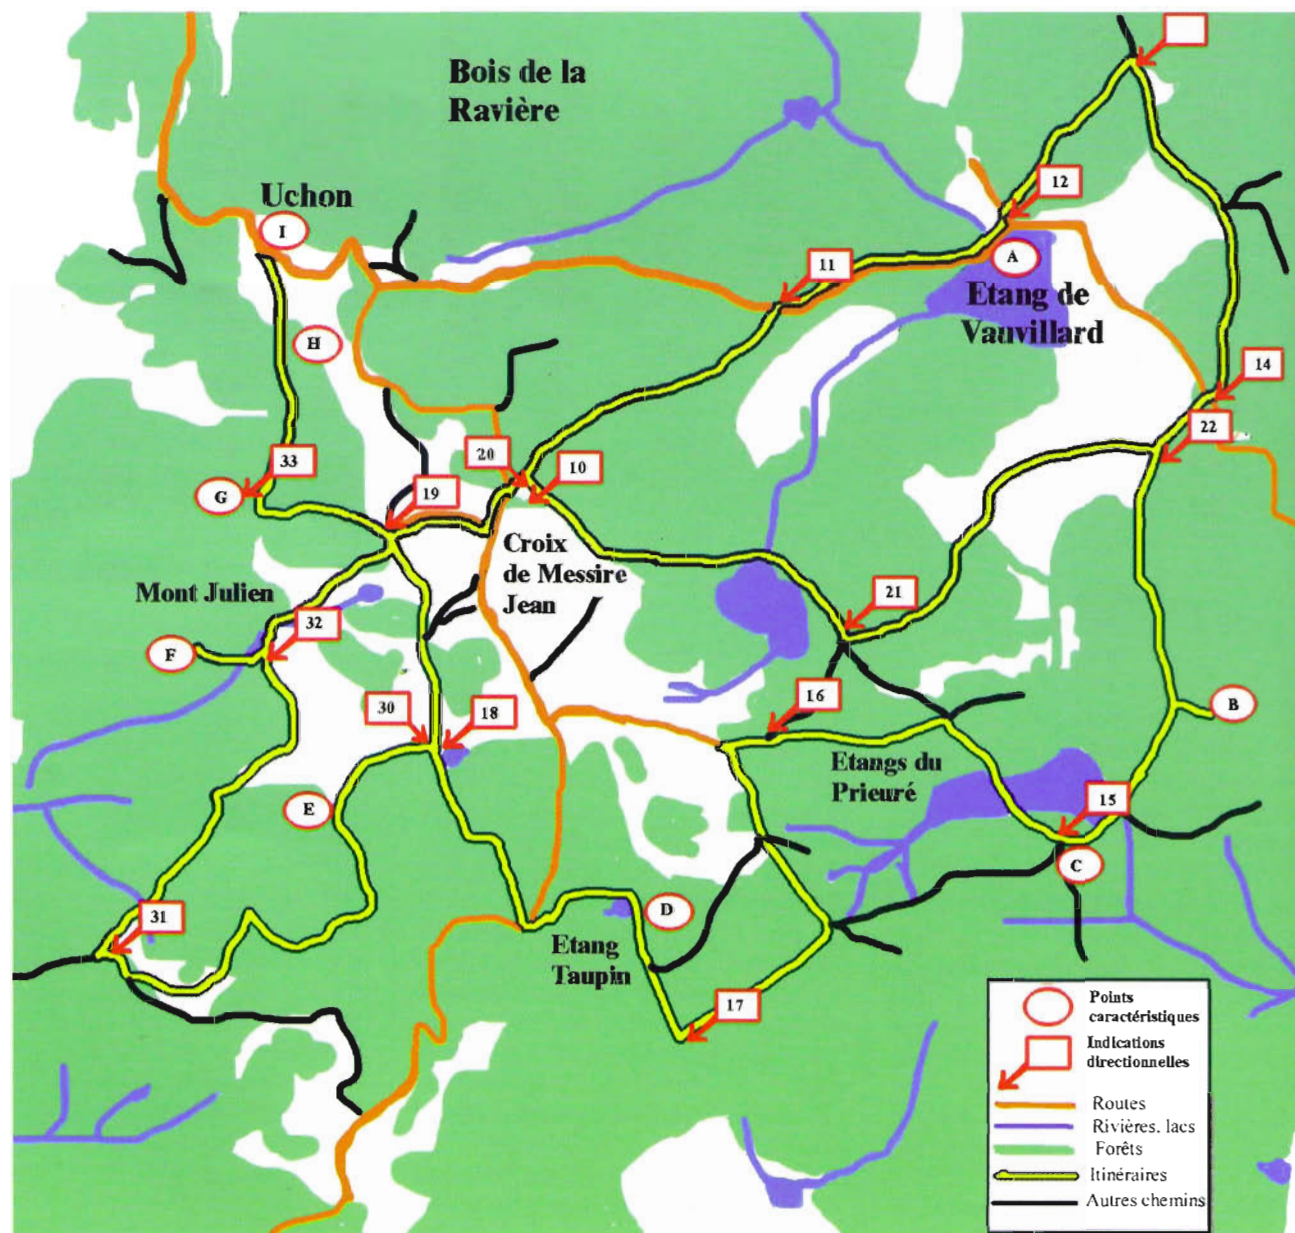 Bois de la
Ravière
12
Uchon
I
11
A
Etang de
Vauvillard
H
14
22
33
20
10
G
19
Croix
de Messire
Jean
Mont Julien
21
32
F
16
30
18
B
Etangs du
Prieuré
E
15
C
31
D
Etang
Taupin
17
Points
caractéristiques
Indications
directionnelles
Routes
Rivières, lacs
Forêts
Itinéraires
Autres chemins